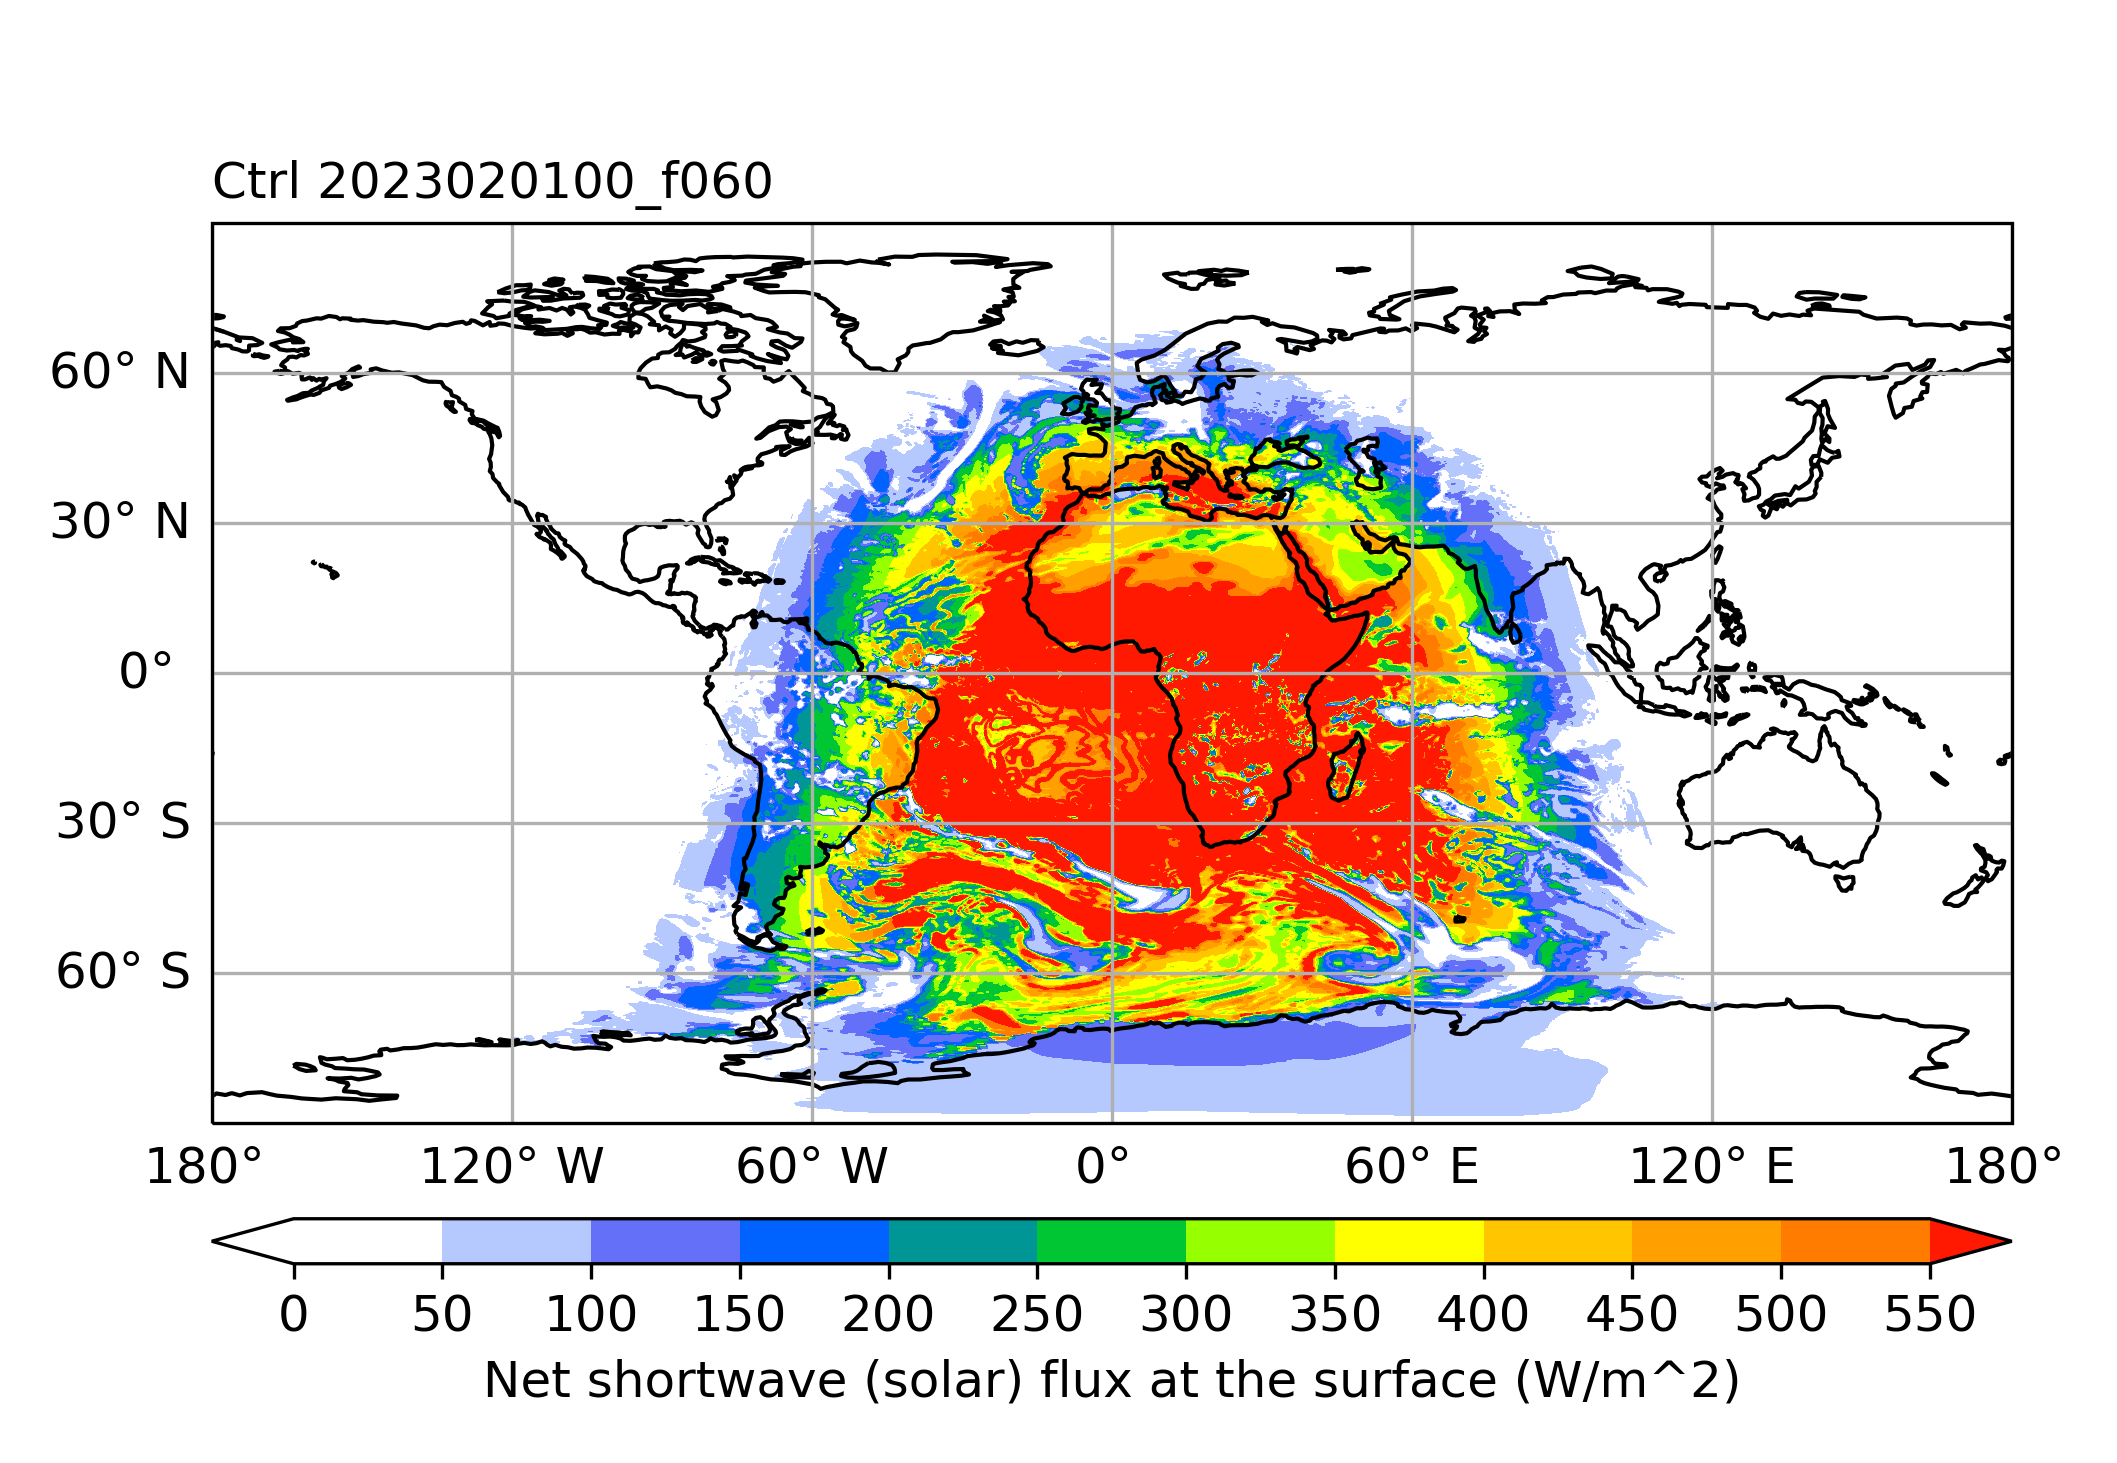 Ctrl 2023020100_f060
60° N
30° N
0°
30° S
60° S
180° 120° W 60° W 0° 60° E 120° E 180°
0 50 100 150 200 250 300 350 400 450 500 550
Net shortwave (solar) flux at the surface (W/m^2)